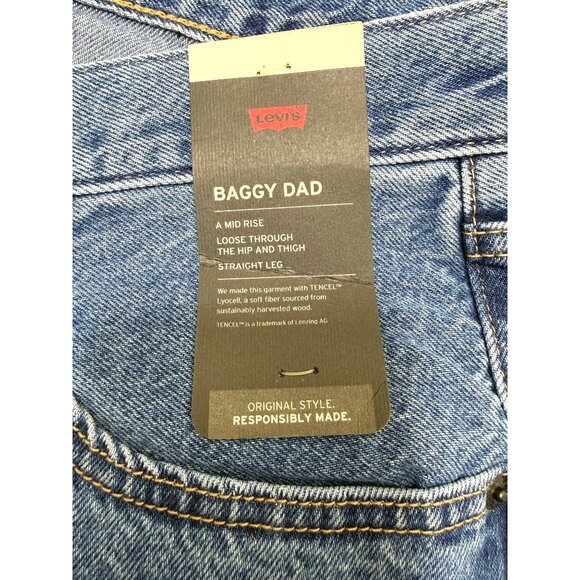 Levi's
BAGGY DAD
A MID RISE
LOOSE THROUGH
THE HIP AND THIGH
STRAIGHT LEG
We made this garment with TENCEL™
Lyocell, a soft fiber sourced from
sustainably harvested wood.
TENCEL™ is a trademark of Lenzing AG
ORIGINAL STYLE.
RESPONSIBLY MADE.